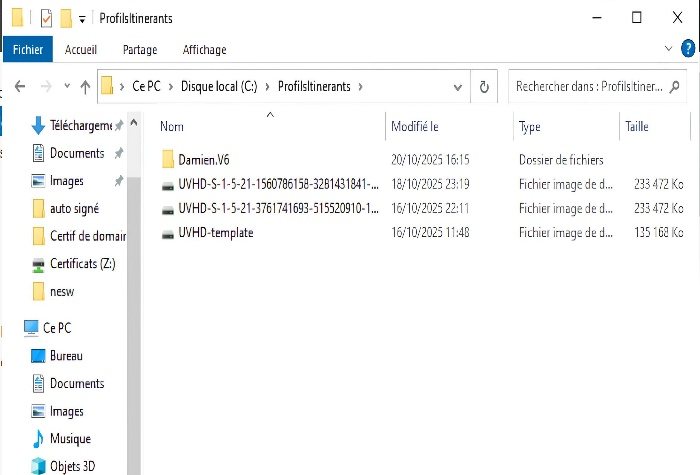 ProfilsItinerants
Fichier Accueil Partage Affichage
Ce PC Disque local (C:) ProfilsItinerants
Rechercher dans : ProfilsItiner...
Téléchargeme
Documents
Images
auto signé
Certif de domain
Certificats (Z:)
nesw
Ce PC
Bureau
Documents
Images
Musique
Objets 3D
Nom Modifié le Type Taille
Damien.V6 20/10/2025 16:15 Dossier de fichiers
UVHD-S-1-5-21-1560786158-3281431841-... 18/10/2025 23:19 Fichier image de d... 233 472 Ko
UVHD-S-1-5-21-3761741693-515520910-1... 16/10/2025 22:11 Fichier image de d... 233 472 Ko
UVHD-template 16/10/2025 11:48 Fichier image de d... 135 168 Ko